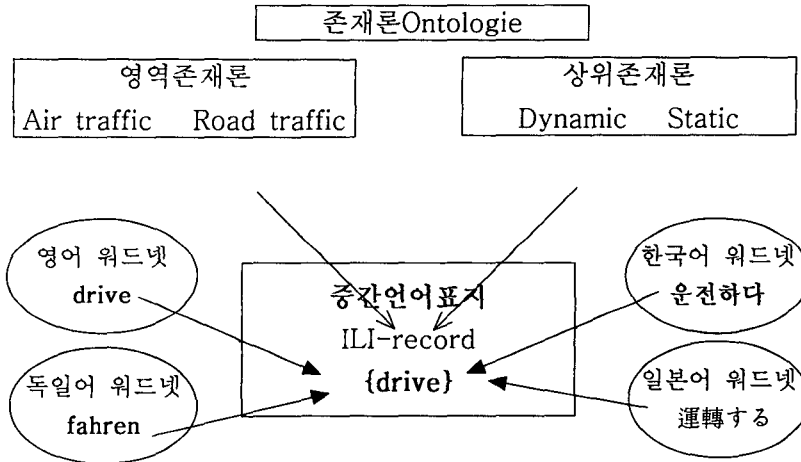 존재론Ontologie
영역존재론
Air traffic Road traffic
상위존재론
Dynamic Static
영어 워드넷
drive
독일어 워드넷
fahren
중간언어표지
ILI-record
{drive}
한국어 워드넷
운전하다
일본어 워드넷
運轉する